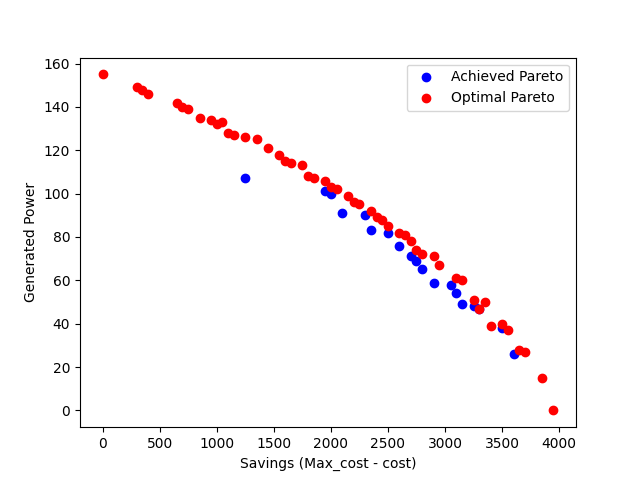 Achieved Pareto
Optimal Pareto
160
140
120
100
80
60
40
20
0
Generated Power
0 500 1000 1500 2000 2500 3000 3500 4000
Savings (Max_cost - cost)